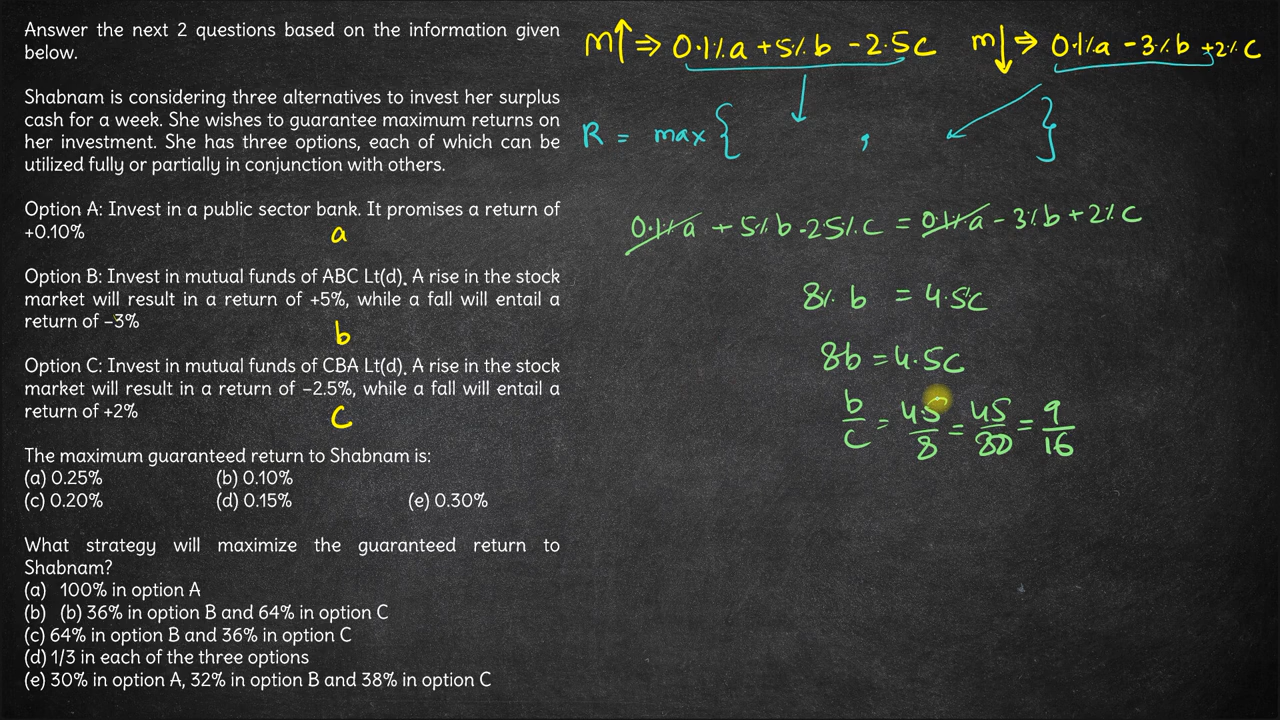 Answer the next 2 questions based on the information given
below.
Shabnam is considering three alternatives to invest her surplus
cash for a week. She wishes to guarantee maximum returns on
her investment. She has three options, each of which can be
utilized fully or partially in conjunction with others.
Option A: Invest in a public sector bank. It promises a return of
+0.10%
a
Option B: Invest in mutual funds of ABC Lt(d). A rise in the stock
market will result in a return of +5%, while a fall will entail a
return of –3%
b
Option C: Invest in mutual funds of CBA Lt(d). A rise in the stock
market will result in a return of –2.5%, while a fall will entail a
return of +2%
C
The maximum guaranteed return to Shabnam is:
(a) 0.25% (b) 0.10%
(c) 0.20% (d) 0.15% (e) 0.30%
What strategy will maximize the guaranteed return to
Shabnam?
(a) 100% in option A
(b) (b) 36% in option B and 64% in option C
(c) 64% in option B and 36% in option C
(d) 1/3 in each of the three options
(e) 30% in option A, 32% in option B and 38% in option C
m↑ ⇒ 0.1% a + 5% b - 2.5 C m↓ ⇒ 0.1% a - 3% b + 2% C
R = max { , }
0.1% a + 5% b - 2.5% C = 0.1% a - 3% b + 2% C
8% b = 4.5C
8b = 4.5C
b/C = 4.5/8 = 45/80 = 9/16